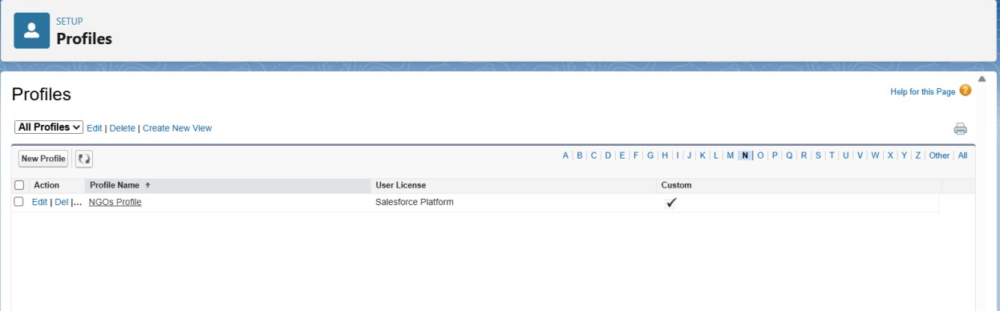 SETUP
Profiles
Profiles
Help for this Page
All Profiles Edit | Delete | Create New View
New Profile A | B | C | D | E | F | G | H | I | J | K | L | M | N | O | P | Q | R | S | T | U | V | W | X | Y | Z | Other | All
Action Profile Name ↑ User License Custom
Edit | Del |... NGOs Profile Salesforce Platform ✓